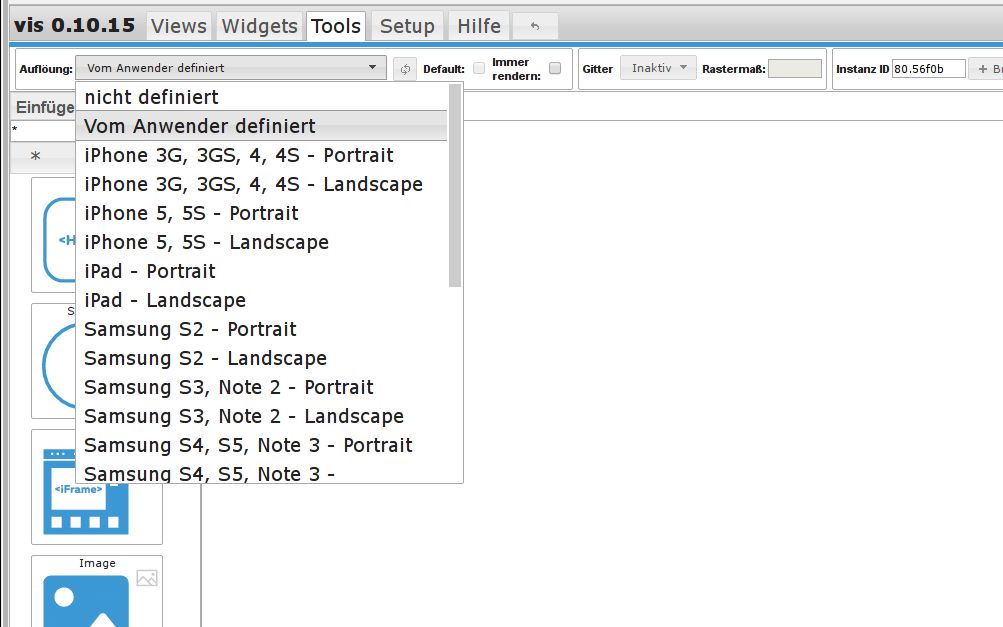 vis 0.10.15 Views Widgets Tools Setup Hilfe
Auflöung: Vom Anwender definiert Default: Immer rendern: Gitter Inaktiv Rastermaß: Instanz ID 80.56f0b + B
Einfüge
*
*
nicht definiert
Vom Anwender definiert
iPhone 3G, 3GS, 4, 4S - Portrait
iPhone 3G, 3GS, 4, 4S - Landscape
iPhone 5, 5S - Portrait
iPhone 5, 5S - Landscape
iPad - Portrait
iPad - Landscape
Samsung S2 - Portrait
Samsung S2 - Landscape
Samsung S3, Note 2 - Portrait
Samsung S3, Note 2 - Landscape
Samsung S4, S5, Note 3 - Portrait
Samsung S4, S5, Note 3 -
<H
S
<iFrame>
Image